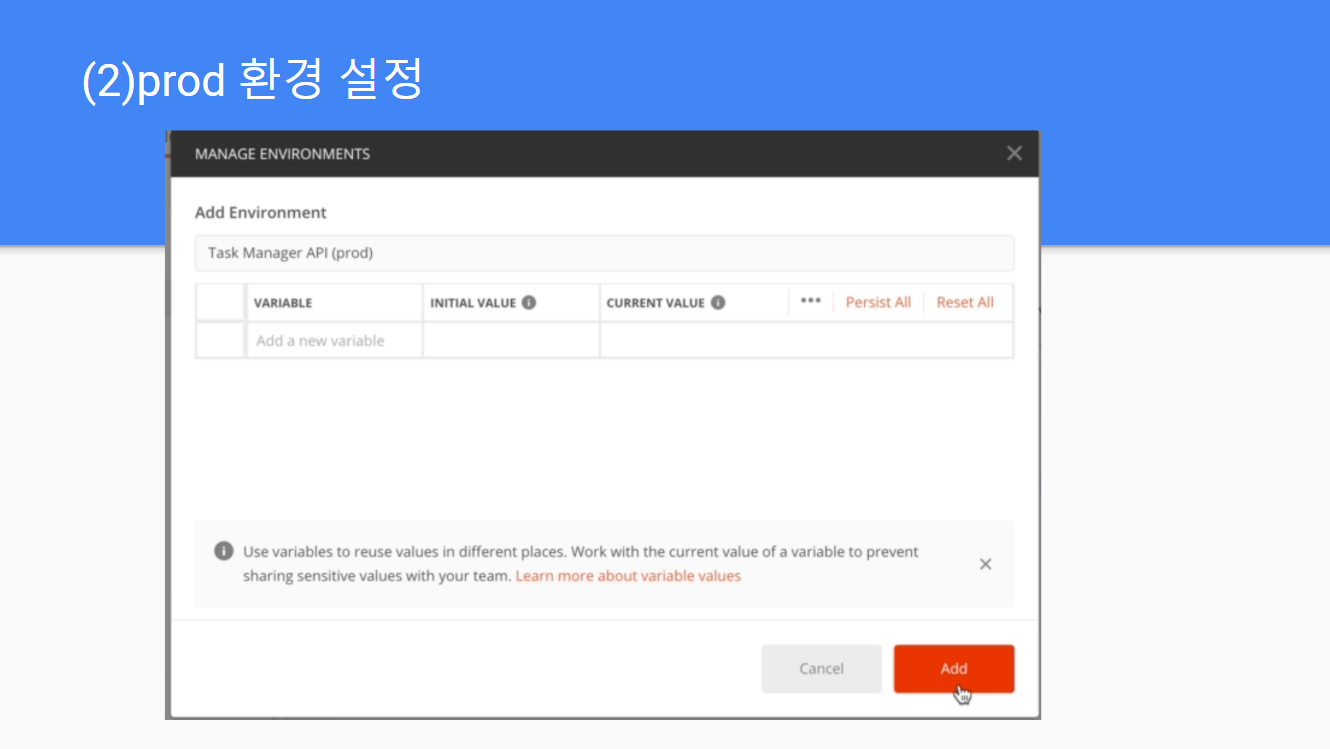 (2)prod 환경 설정
MANAGE ENVIRONMENTS
Add Environment
Task Manager API (prod)
VARIABLE INITIAL VALUE CURRENT VALUE ••• Persist All Reset All
Add a new variable
Use variables to reuse values in different places. Work with the current value of a variable to prevent
sharing sensitive values with your team. Learn more about variable values
Cancel Add